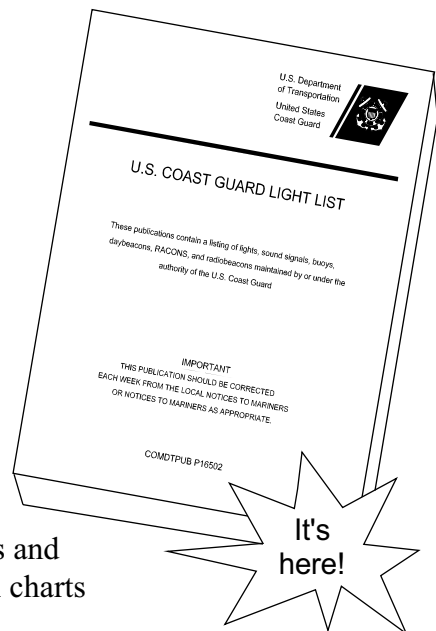 U.S. Department
of Transportation
United States
Coast Guard
U.S. COAST GUARD LIGHT LIST
These publications contain a listing of lights, sound signals, buoys,
daybeacons, RACONS, and radiobeacons maintained by or under the
authority of the U.S. Coast Guard
IMPORTANT
THIS PUBLICATION SHOULD BE CORRECTED
EACH WEEK FROM THE LOCAL NOTICES TO MARINERS
OR NOTICES TO MARINERS AS APPROPRIATE.
COMDTPUB P16502
It's
here!
and
charts